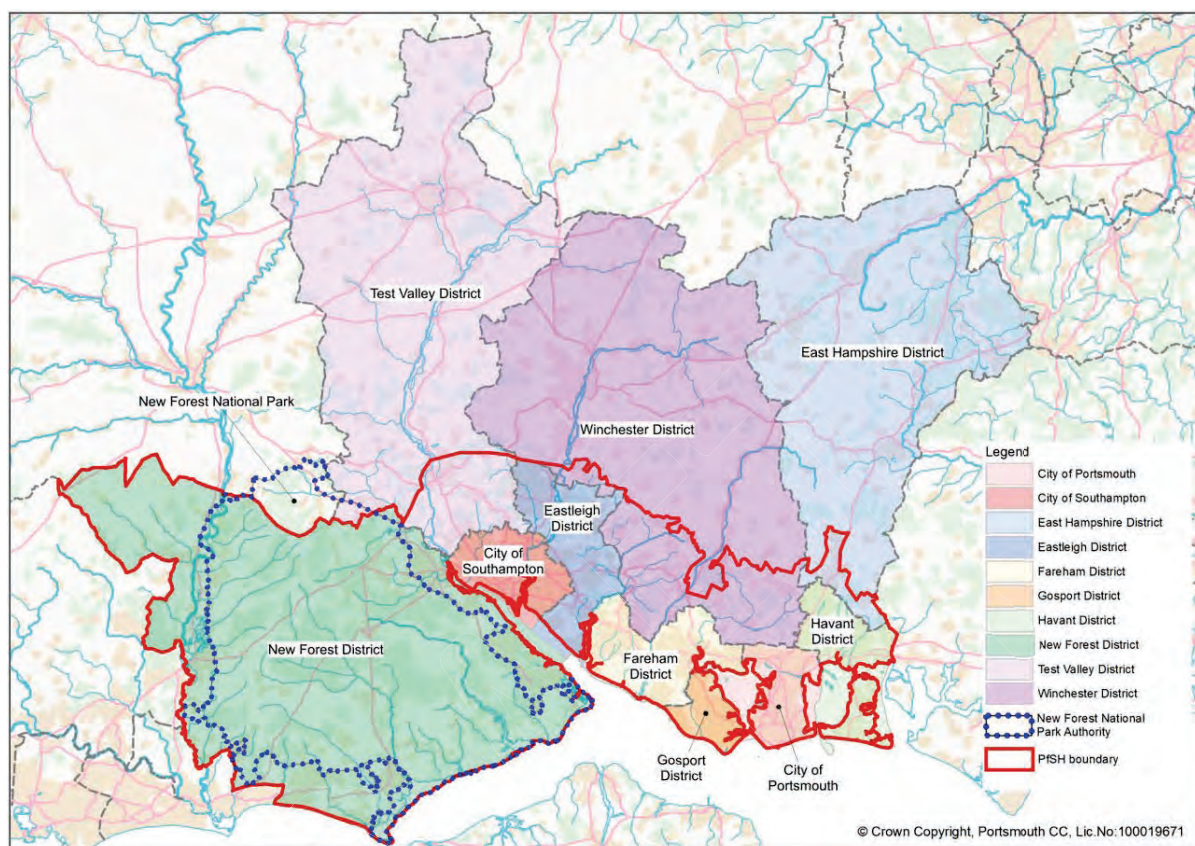 Test Valley District
East Hampshire District
New Forest National Park
Winchester District
Eastleigh
District
City of
Southampton
New Forest District
Havant
District
Fareham
District
Gosport
District
City of
Portsmouth
Legend
City of Portsmouth
City of Southampton
East Hampshire District
Eastleigh District
Fareham District
Gosport District
Havant District
New Forest District
Test Valley District
Winchester District
New Forest National
Park Authority
PfSH boundary
© Crown Copyright, Portsmouth CC, Lic.No:100019671